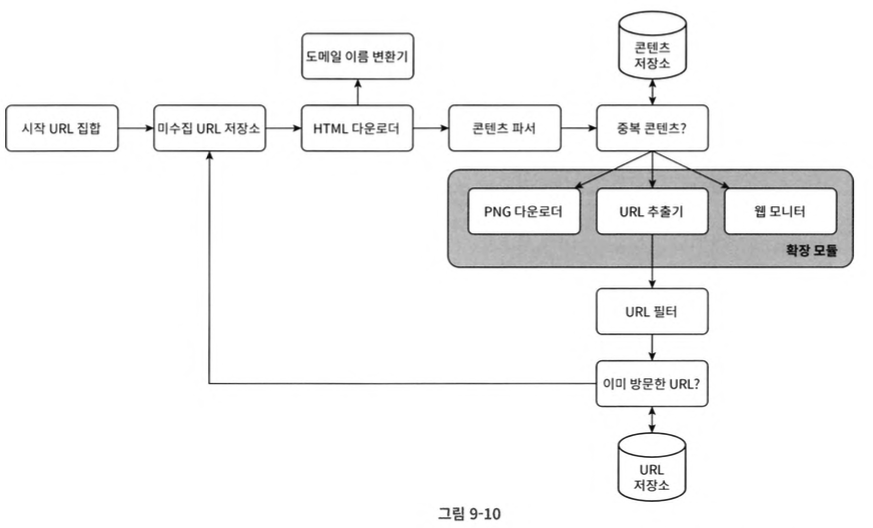 콘텐츠
저장소
도메일 이름 변환기
시작 URL 집합
미수집 URL 저장소
HTML 다운로더
콘텐츠 파서
중복 콘텐츠?
PNG 다운로더
URL 추출기
웹 모니터
확장 모듈
URL 필터
이미 방문한 URL?
URL
저장소
그림 9-10